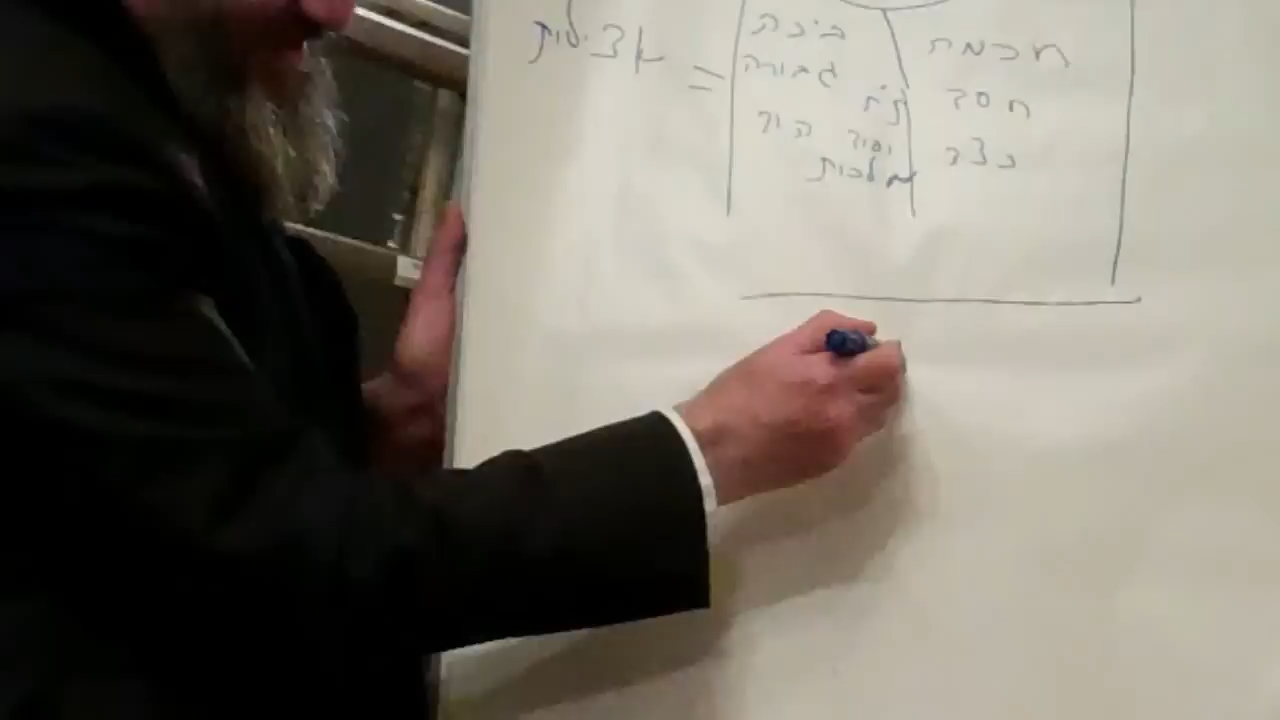 אצילות =
חכמה בינה
חסד גבורה
ת"ת
נצח יסוד הוד
מלכות